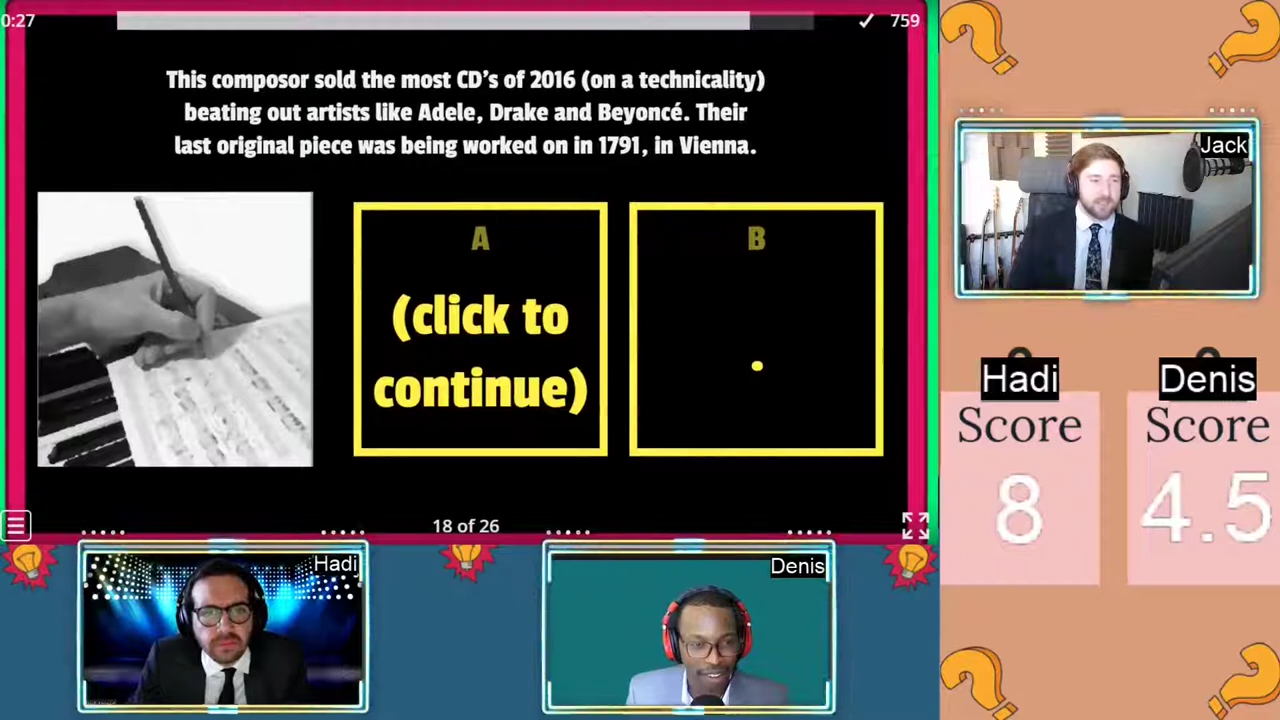 0:27
759
This composor sold the most CD's of 2016 (on a technicality)
beating out artists like Adele, Drake and Beyoncé. Their
last original piece was being worked on in 1791, in Vienna.
A
(click to
continue)
B
.
18 of 26
Jack
Hadi
Score
8
Denis
Score
4.5
Hadi
Denis